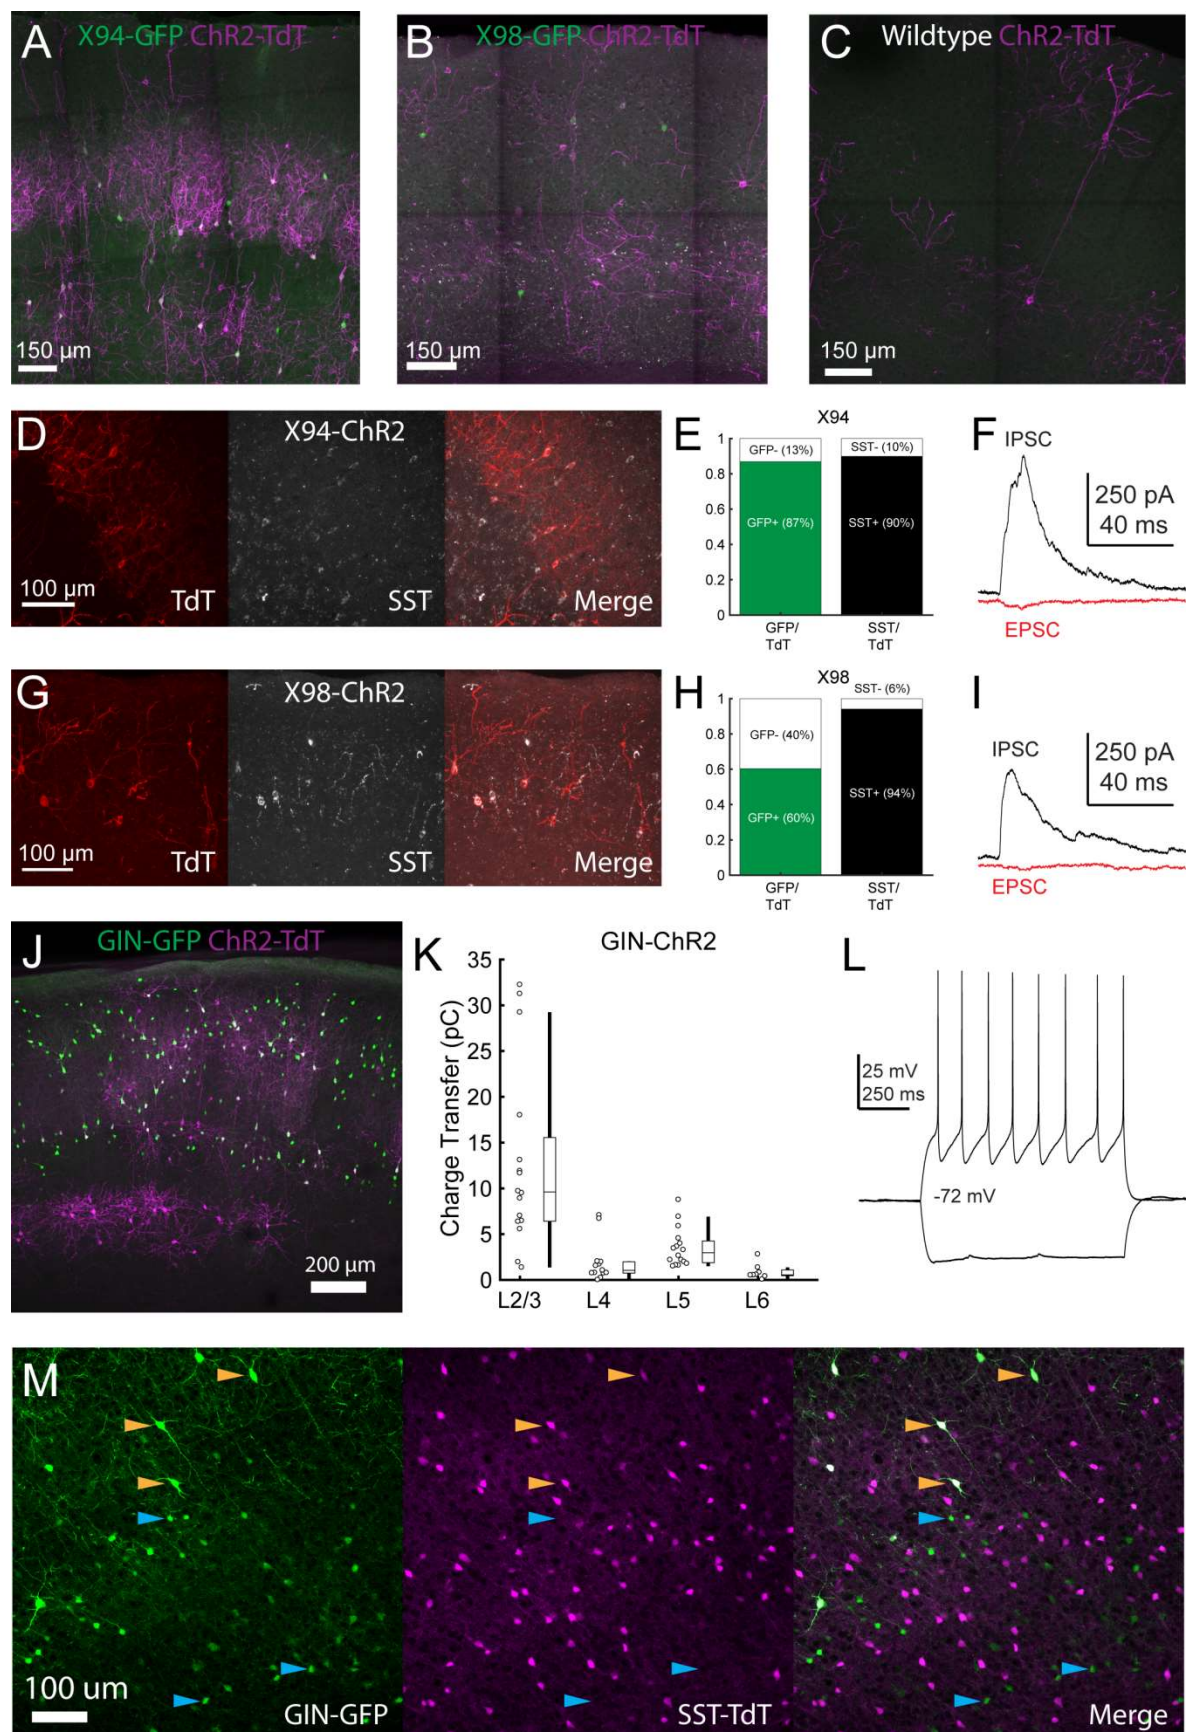 A X94-GFP ChR2-TdT
150 µm
B X98-GFP ChR2-TdT
150 µm
C Wildtype ChR2-TdT
150 µm
D X94-ChR2
100 µm
TdT
SST
Merge
E X94
1
0.8
0.6
0.4
0.2
0
GFP- (13%)
GFP+ (87%)
SST- (10%)
SST+ (90%)
GFP/
TdT
SST/
TdT
F IPSC
250 pA
40 ms
EPSC
G X98-ChR2
100 µm
TdT
SST
Merge
H X98
1
0.8
0.6
0.4
0.2
0
SST- (6%)
GFP- (40%)
GFP+ (60%)
SST+ (94%)
GFP/
TdT
SST/
TdT
I IPSC
250 pA
40 ms
EPSC
J GIN-GFP ChR2-TdT
200 µm
K GIN-ChR2
Charge Transfer (pC)
35
30
25
20
15
10
5
0
L2/3 L4 L5 L6
L
25 mV
250 ms
-72 mV
M
100 um
GIN-GFP
SST-TdT
Merge